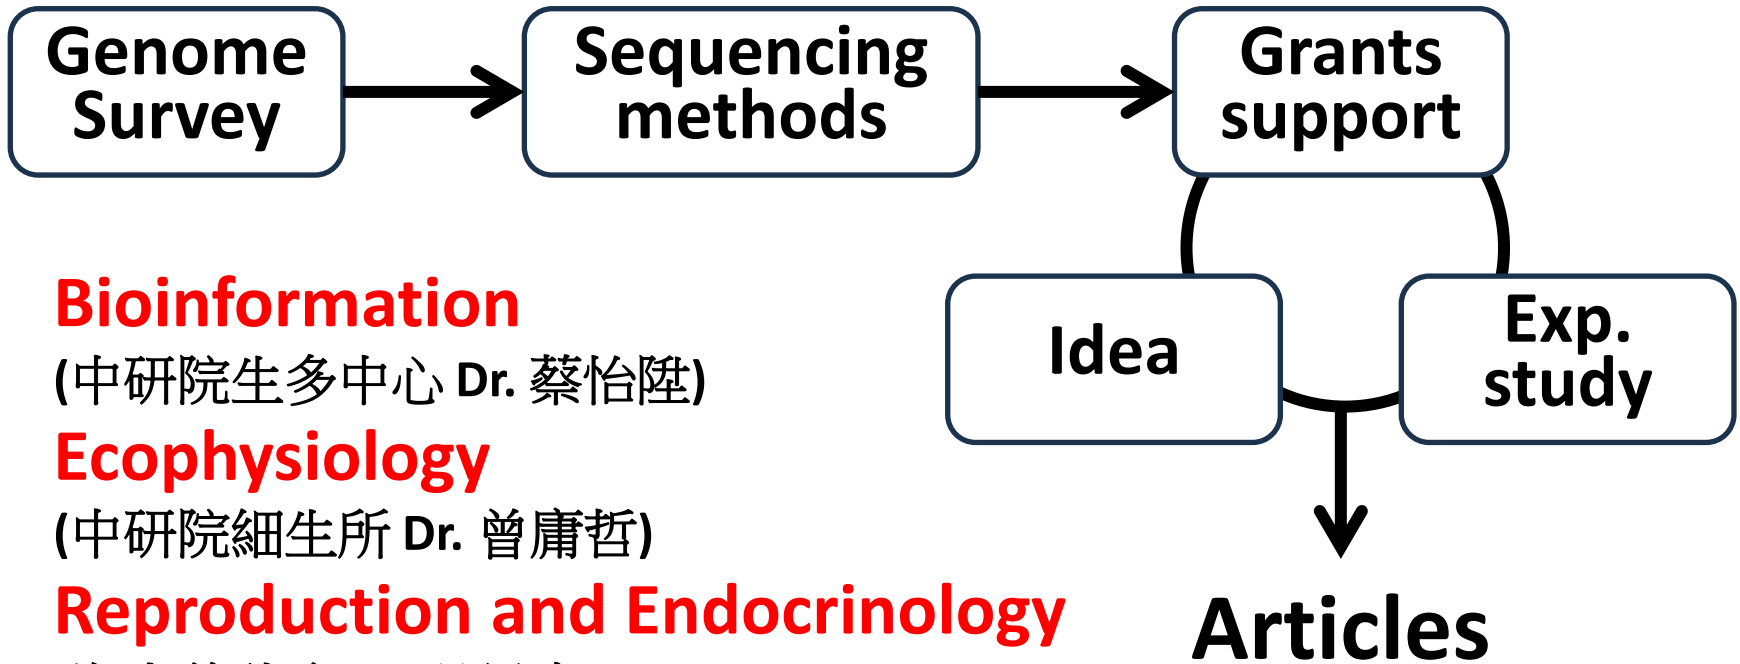 Genome
Survey
Sequencing
methods
Grants
support
Idea
Exp.
study
Articles
Bioinformation
(中研院生多中心 Dr. 蔡怡陞)
Ecophysiology
(中研院細生所 Dr. 曾庸哲)
Reproduction and Endocrinology